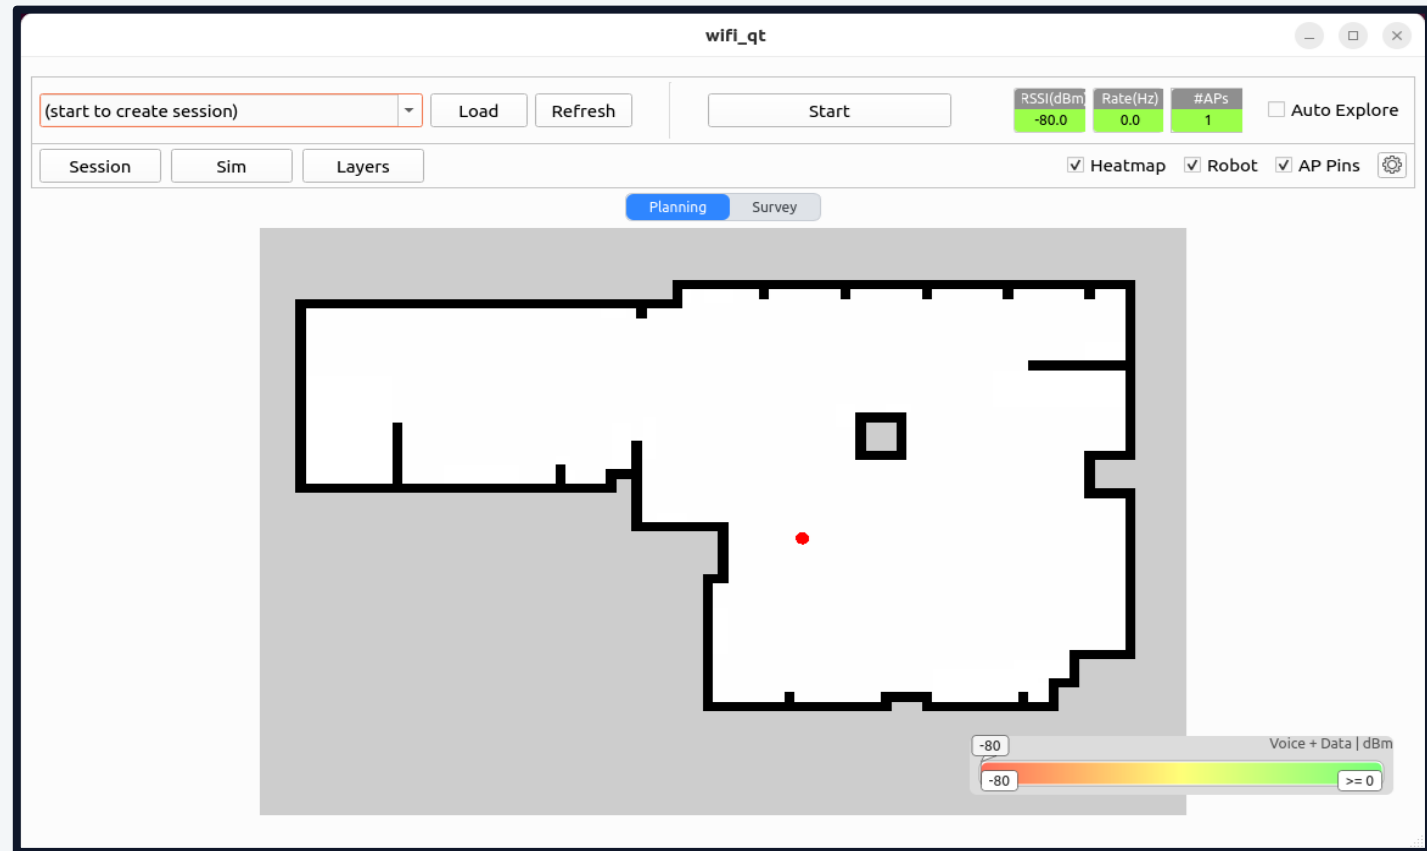 wifi_qt
(start to create session)
Load
Refresh
Start
RSSI(dBm)
-80.0
Rate(Hz)
0.0
#APs
1
Auto Explore
Session
Sim
Layers
Heatmap
Robot
AP Pins
Planning
Survey
-80
Voice + Data | dBm
-80
>= 0